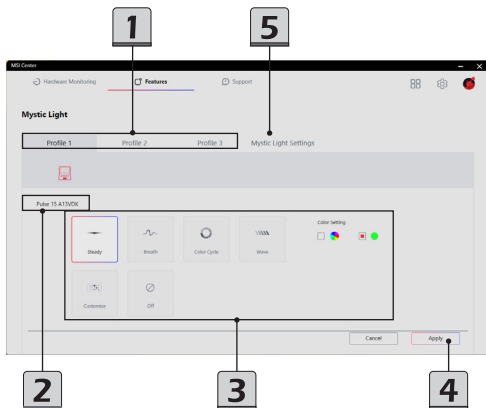 1
5
MSI Center
Hardware Monitoring
Features
Support
Mystic Light
Profile 1
Profile 2
Profile 3
Mystic Light Settings
Pulse 15 A13VDK
Steady
Breath
Color Cycle
Wave
Color Setting
Customize
Off
Cancel
Apply
2
3
4